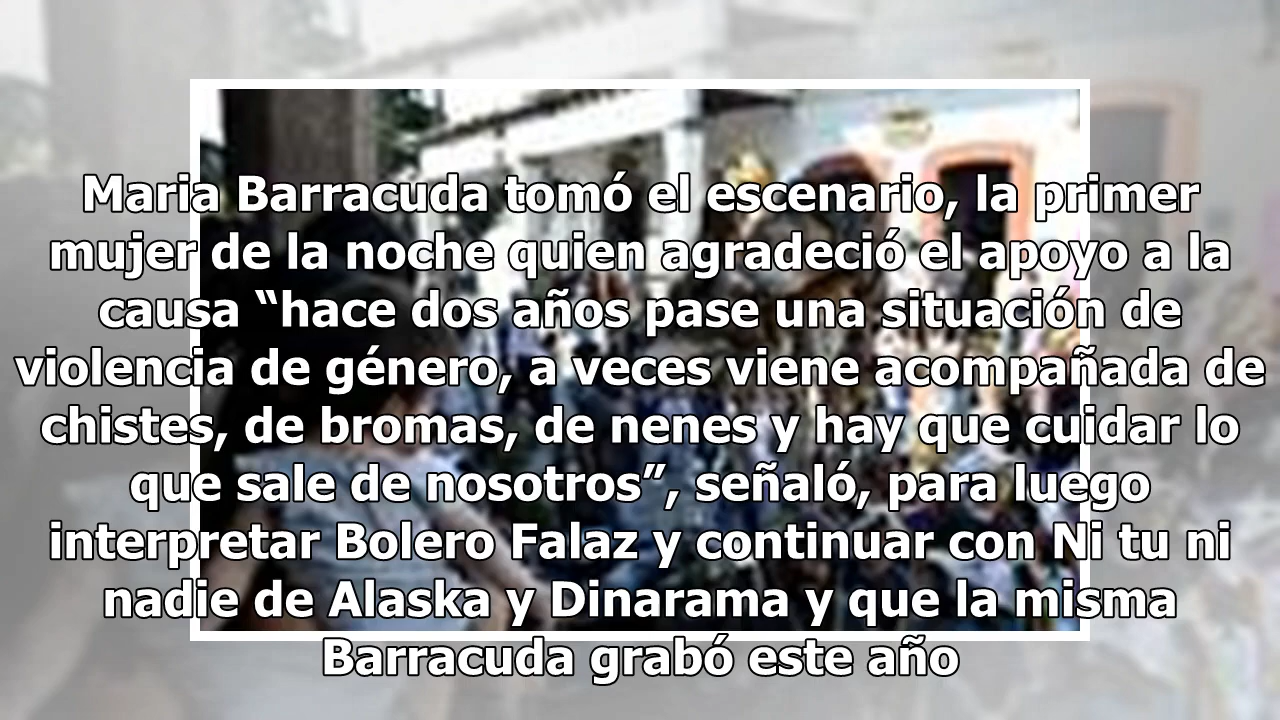 Maria Barracuda tomó el escenario, la primer
mujer de la noche quien agradeció el apoyo a la
causa “hace dos años pase una situación de
violencia de género, a veces viene acompañada de
chistes, de bromas, de nenes y hay que cuidar lo
que sale de nosotros”, señaló, para luego
interpretar Bolero Falaz y continuar con Ni tu ni
nadie de Alaska y Dinarama y que la misma
Barracuda grabó este año